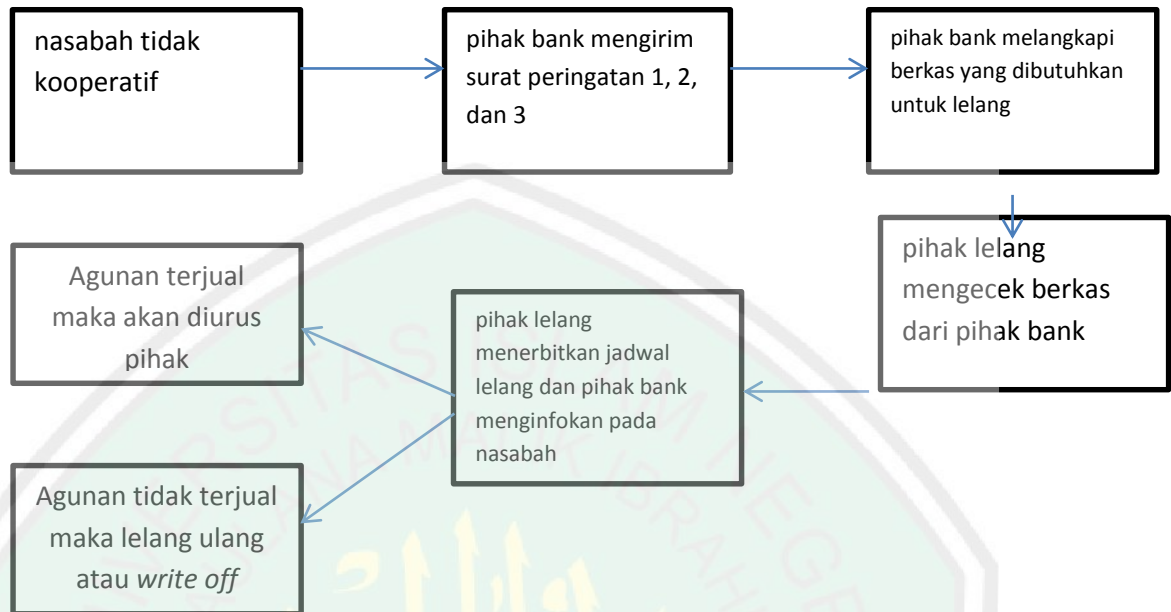 nasabah tidak
kooperatif
pihak bank mengirim
surat peringatan 1, 2,
dan 3
pihak bank melangkapi
berkas yang dibutuhkan
untuk lelang
pihak lelang
mengecek berkas
dari pihak bank
pihak lelang
menerbitkan jadwal
lelang dan pihak bank
menginfokan pada
nasabah
Agunan terjual
maka akan diurus
pihak
Agunan tidak terjual
maka lelang ulang
atau write off